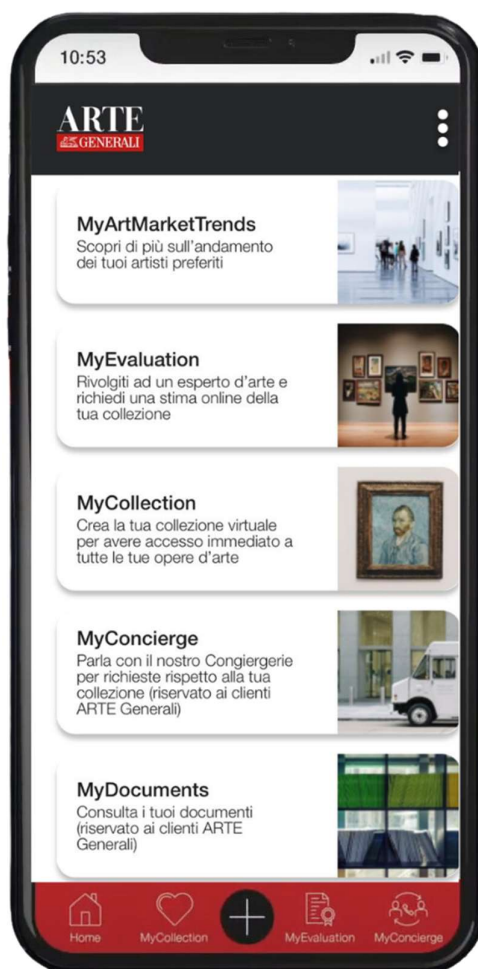 10:53
ARTE
GENERALI
MyArtMarketTrends
Scopri di più sull'andamento
dei tuoi artisti preferiti
MyEvaluation
Rivolgiti ad un esperto d'arte e
richiedi una stima online della
tua collezione
MyCollection
Crea la tua collezione virtuale
per avere accesso immediato a
tutte le tue opere d'arte
MyConcierge
Parla con il nostro Congiergerie
per richieste rispetto alla tua
collezione (riservato ai clienti
ARTE Generali)
MyDocuments
Consulta i tuoi documenti
(riservato ai clienti ARTE
Generali)
Home MyCollection MyEvaluation MyConcierge